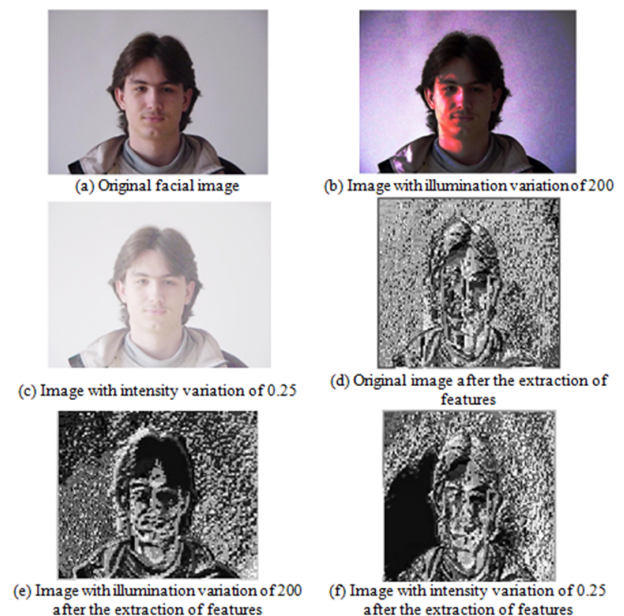 (a) Original facial image
(b) Image with illumination variation of 200
(c) Image with intensity variation of 0.25
(d) Original image after the extraction of
features
(e) Image with illumination variation of 200
after the extraction of features
(f) Image with intensity variation of 0.25
after the extraction of features